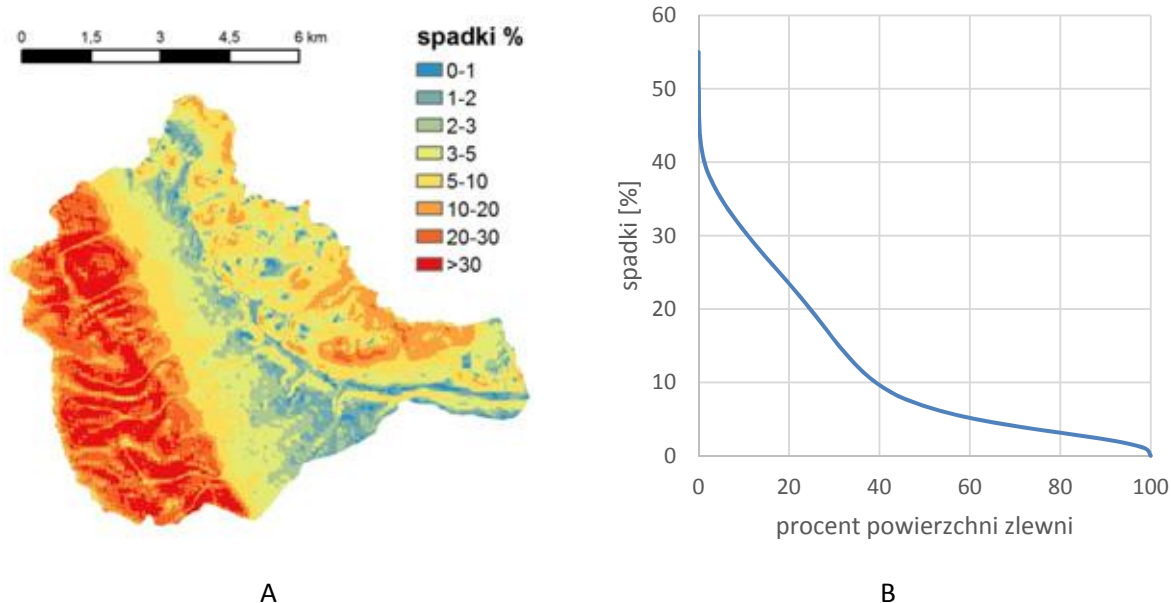 0 1,5 3 4,5 6 km
spadki %
0-1
1-2
2-3
3-5
5-10
10-20
20-30
>30
A
60
50
40
30
20
10
0
spadki [%]
0 20 40 60 80 100
procent powierzchni zlewni
B